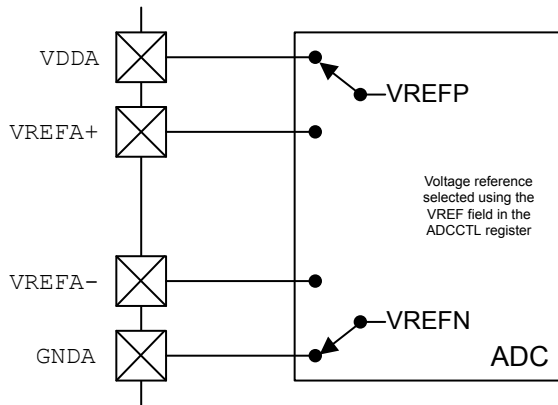 VDDA
VREFP
VREFA+
Voltage reference
selected using the
VREF field in the
ADCCTL register
VREFA-
VREFN
GNDA
ADC